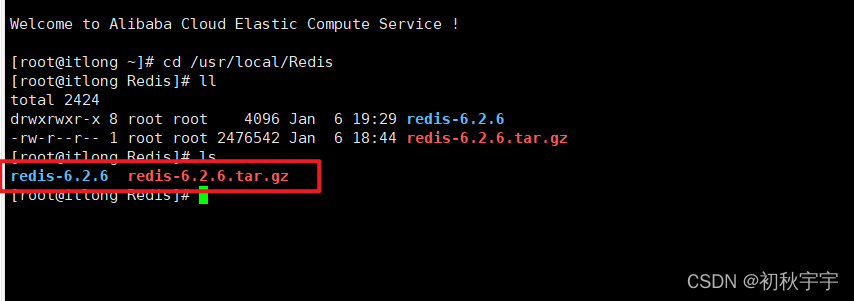 Welcome to Alibaba Cloud Elastic Compute Service !
[root@itlong ~]# cd /usr/local/Redis
[root@itlong Redis]# ll
total 2424
drwxrwxr-x 8 root root    4096 Jan  6 19:29 redis-6.2.6
-rw-r--r-- 1 root root 2476542 Jan  6 18:44 redis-6.2.6.tar.gz
[root@itlong Redis]# ls
redis-6.2.6  redis-6.2.6.tar.gz
[root@itlong Redis]#
CSDN @初秋宇宇